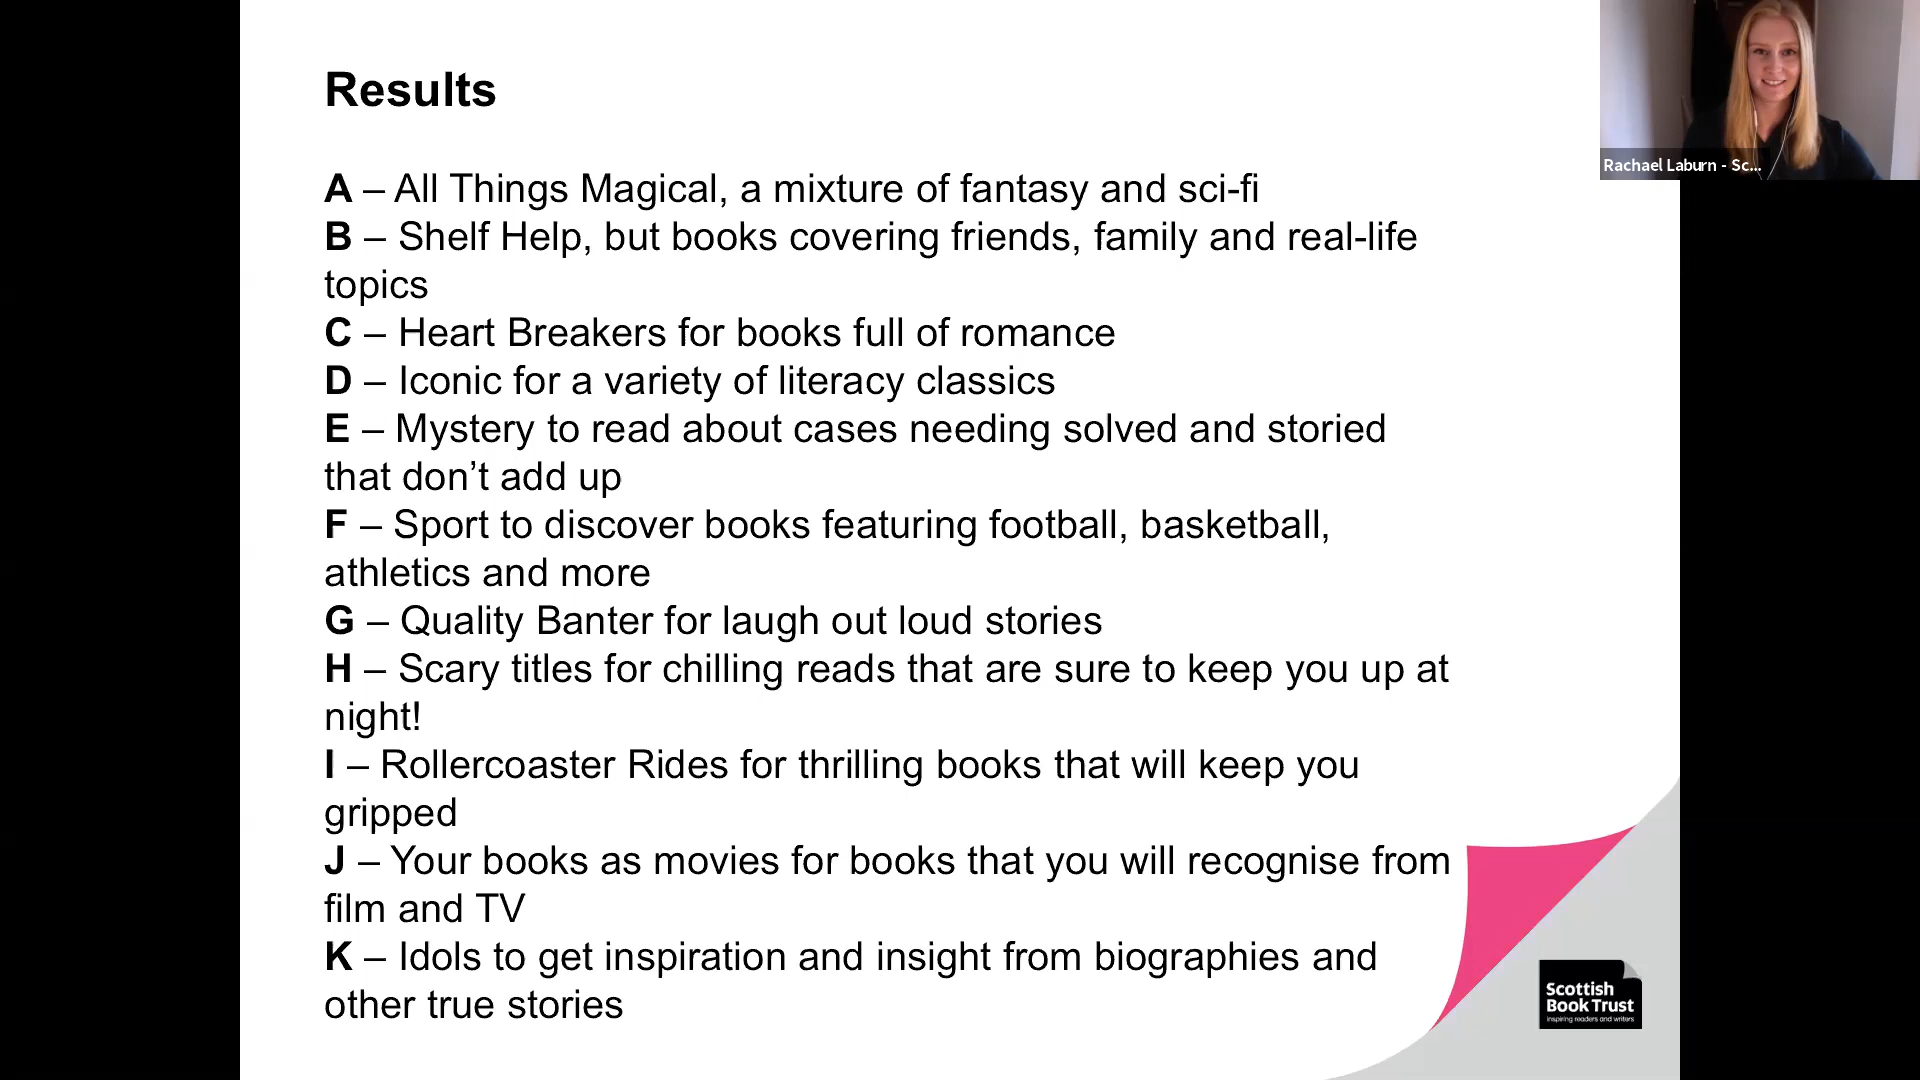 Results
Rachael Laburn - Sc...
A – All Things Magical, a mixture of fantasy and sci-fi
B – Shelf Help, but books covering friends, family and real-life
topics
C – Heart Breakers for books full of romance
D – Iconic for a variety of literacy classics
E – Mystery to read about cases needing solved and storied
that don’t add up
F – Sport to discover books featuring football, basketball,
athletics and more
G – Quality Banter for laugh out loud stories
H – Scary titles for chilling reads that are sure to keep you up at
night!
I – Rollercoaster Rides for thrilling books that will keep you
gripped
J – Your books as movies for books that you will recognise from
film and TV
K – Idols to get inspiration and insight from biographies and
other true stories
Scottish
Book Trust
inspiring readers and writers